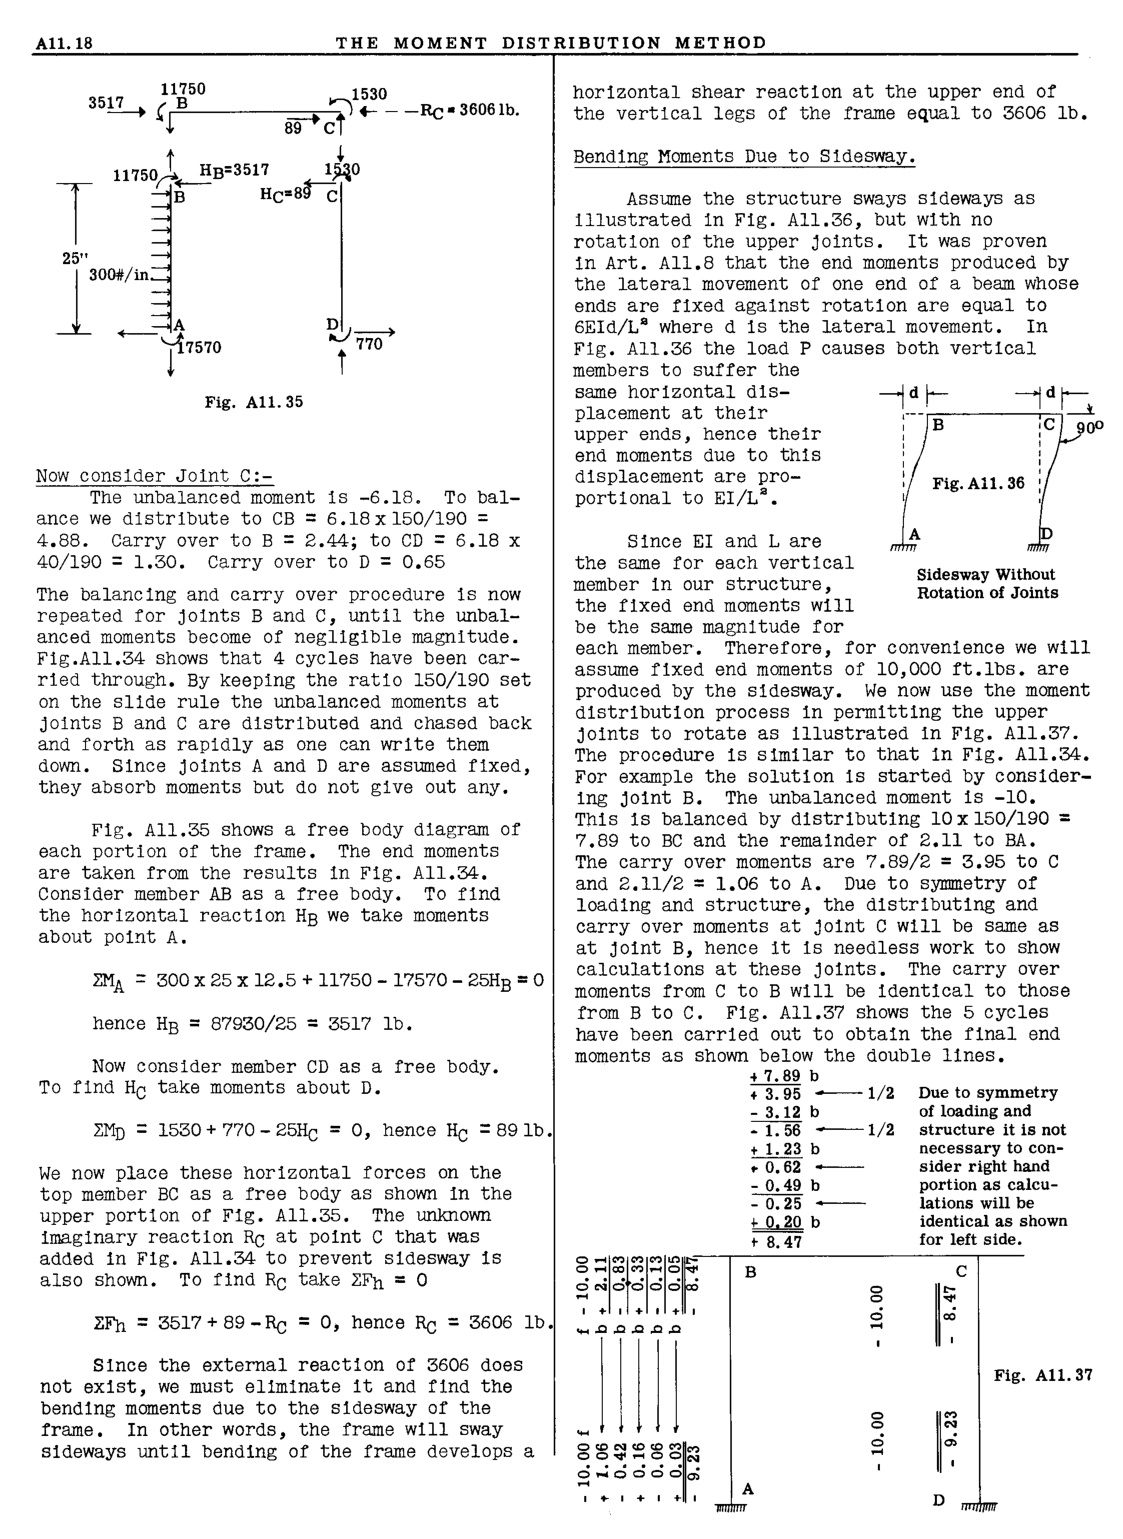 A11.18
THE MOMENT DISTRIBUTION METHOD
11750
3517
B
1530
RC = 3606 lb.
89
C
11750
HB=3517
1530
B
HC=89
C
25"
300#/in.
A
D
17570
770
Fig. A11.35
Now consider Joint C:-
The unbalanced moment is -6.18. To bal-
ance we distribute to CB = 6.18 x 150/190 =
4.88. Carry over to B = 2.44; to CD = 6.18 x
40/190 = 1.30. Carry over to D = 0.65
The balancing and carry over procedure is now
repeated for joints B and C, until the unbal-
anced moments become of negligible magnitude.
Fig.A11.34 shows that 4 cycles have been car-
ried through. By keeping the ratio 150/190 set
on the slide rule the unbalanced moments at
joints B and C are distributed and chased back
and forth as rapidly as one can write them
down. Since joints A and D are assumed fixed,
they absorb moments but do not give out any.
Fig. A11.35 shows a free body diagram of
each portion of the frame. The end moments
are taken from the results in Fig. A11.34.
Consider member AB as a free body. To find
the horizontal reaction HB we take moments
about point A.
ΣMA = 300 x 25 x 12.5 + 11750 - 17570 - 25HB = 0
hence HB = 87930/25 = 3517 lb.
Now consider member CD as a free body.
To find HC take moments about D.
ΣMD = 1530 + 770 - 25HC = 0, hence HC = 89 lb.
We now place these horizontal forces on the
top member BC as a free body as shown in the
upper portion of Fig. A11.35. The unknown
imaginary reaction RC at point C that was
added in Fig. A11.34 to prevent sidesway is
also shown. To find RC take ΣFh = 0
ΣFh = 3517 + 89 - RC = 0, hence RC = 3606 lb.
Since the external reaction of 3606 does
not exist, we must eliminate it and find the
bending moments due to the sidesway of the
frame. In other words, the frame will sway
sideways until bending of the frame develops a
horizontal shear reaction at the upper end of
the vertical legs of the frame equal to 3606 lb.
Bending Moments Due to Sidesway.
Assume the structure sways sideways as
illustrated in Fig. A11.36, but with no
rotation of the upper joints. It was proven
in Art. A11.8 that the end moments produced by
the lateral movement of one end of a beam whose
ends are fixed against rotation are equal to
6EId/L² where d is the lateral movement. In
Fig. A11.36 the load P causes both vertical
members to suffer the
same horizontal dis-
placement at their
upper ends, hence their
end moments due to this
displacement are pro-
portional to EI/L².
d
d
B
C
90°
Fig. A11.36
A
D
Sidesway Without
Rotation of Joints
Since EI and L are
the same for each vertical
member in our structure,
the fixed end moments will
be the same magnitude for
each member. Therefore, for convenience we will
assume fixed end moments of 10,000 ft.lbs. are
produced by the sidesway. We now use the moment
distribution process in permitting the upper
joints to rotate as illustrated in Fig. A11.37.
The procedure is similar to that in Fig. A11.34.
For example the solution is started by consider-
ing joint B. The unbalanced moment is -10.
This is balanced by distributing 10 x 150/190 =
7.89 to BC and the remainder of 2.11 to BA.
The carry over moments are 7.89/2 = 3.95 to C
and 2.11/2 = 1.06 to A. Due to symmetry of
loading and structure, the distributing and
carry over moments at joint C will be same as
at joint B, hence it is needless work to show
calculations at these joints. The carry over
moments from C to B will be identical to those
from B to C. Fig. A11.37 shows the 5 cycles
have been carried out to obtain the final end
moments as shown below the double lines.
+ 7.89 b
+ 3.95 1/2
- 3.12 b
- 1.56 1/2
+ 1.23 b
+ 0.62
- 0.49 b
- 0.25
+ 0.20 b
+ 8.47
Due to symmetry
of loading and
structure it is not
necessary to con-
sider right hand
portion as calcu-
lations will be
identical as shown
for left side.
f - 10.00
b + 2.11
b - 0.83
b + 0.33
b - 0.13
b + 0.05
- 8.47
B
C
- 10.00
- 8.47
Fig. A11.37
- 10.00 f
+ 1.06
- 0.42
+ 0.16
- 0.06
+ 0.03
- 9.23
A
- 10.00
- 9.23
D